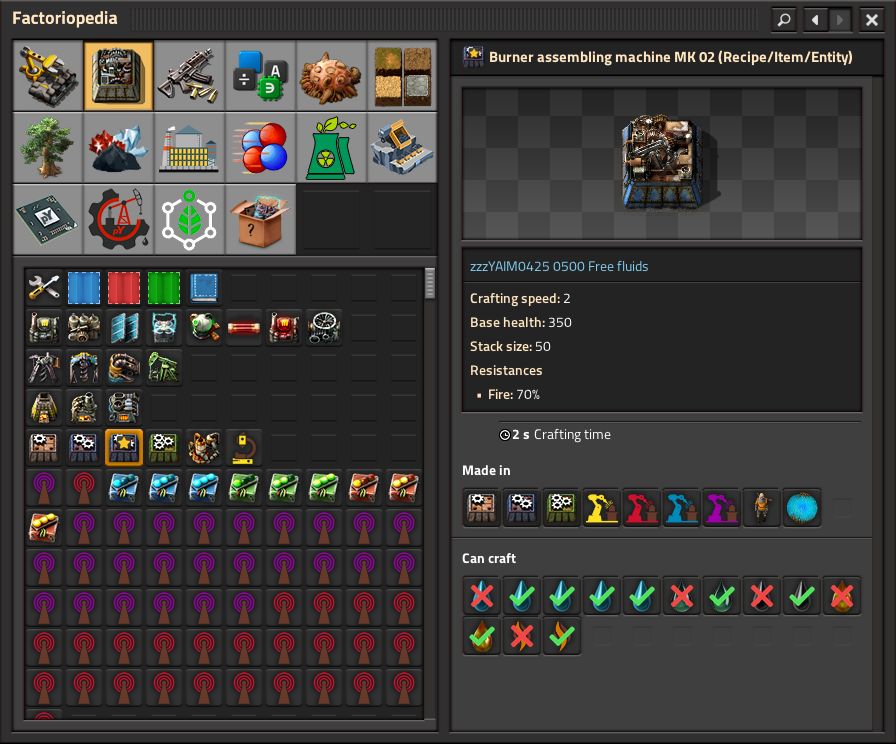 Factoriopedia
Burner assembling machine MK 02 (Recipe/Item/Entity)
zzzYAIM0425 0500 Free fluids
Crafting speed: 2
Base health: 350
Stack size: 50
Resistances
• Fire: 70%
2 s Crafting time
Made in
Can craft